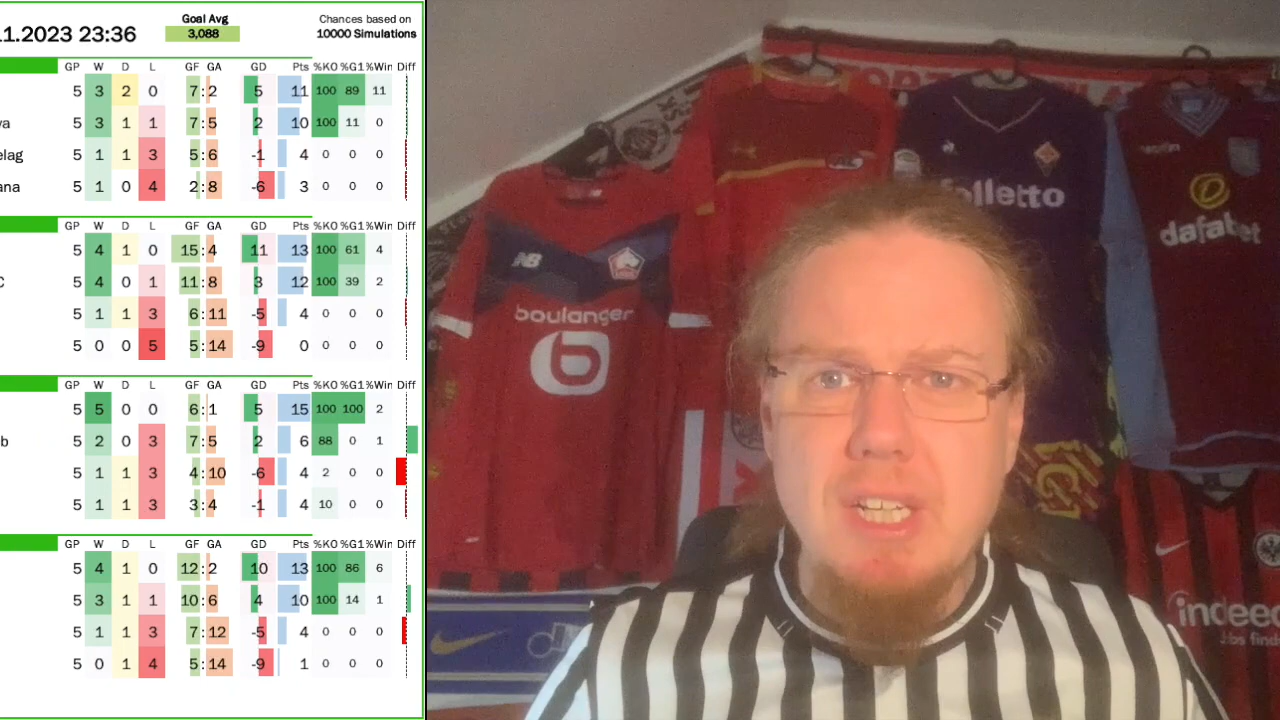 11.2023 23:36
Goal Avg
3,088
Chances based on
10000 Simulations
GP W D L GF GA GD Pts %KO %G1 %Win Diff
5 3 2 0 7:2 5 11 100 89 11
va 5 3 1 1 7:5 2 10 100 11 0
elag 5 1 1 3 5:6 -1 4 0 0 0
ana 5 1 0 4 2:8 -6 3 0 0 0
GP W D L GF GA GD Pts %KO %G1 %Win Diff
5 4 1 0 15:4 11 13 100 61 4
C 5 4 0 1 11:8 3 12 100 39 2
5 1 1 3 6:11 -5 4 0 0 0
5 0 0 5 5:14 -9 0 0 0 0
GP W D L GF GA GD Pts %KO %G1 %Win Diff
5 5 0 0 6:1 5 15 100 100 2
b 5 2 0 3 7:5 2 6 88 0 1
5 1 1 3 4:10 -6 4 2 0 0
5 1 1 3 3:4 -1 4 10 0 0
GP W D L GF GA GD Pts %KO %G1 %Win Diff
5 4 1 0 12:2 10 13 100 86 6
5 3 1 1 10:6 4 10 100 14 1
5 1 1 3 7:12 -5 4 0 0 0
5 0 1 4 5:14 -9 1 0 0 0
NB
boulanger
b
folletto
dafabet
indeed